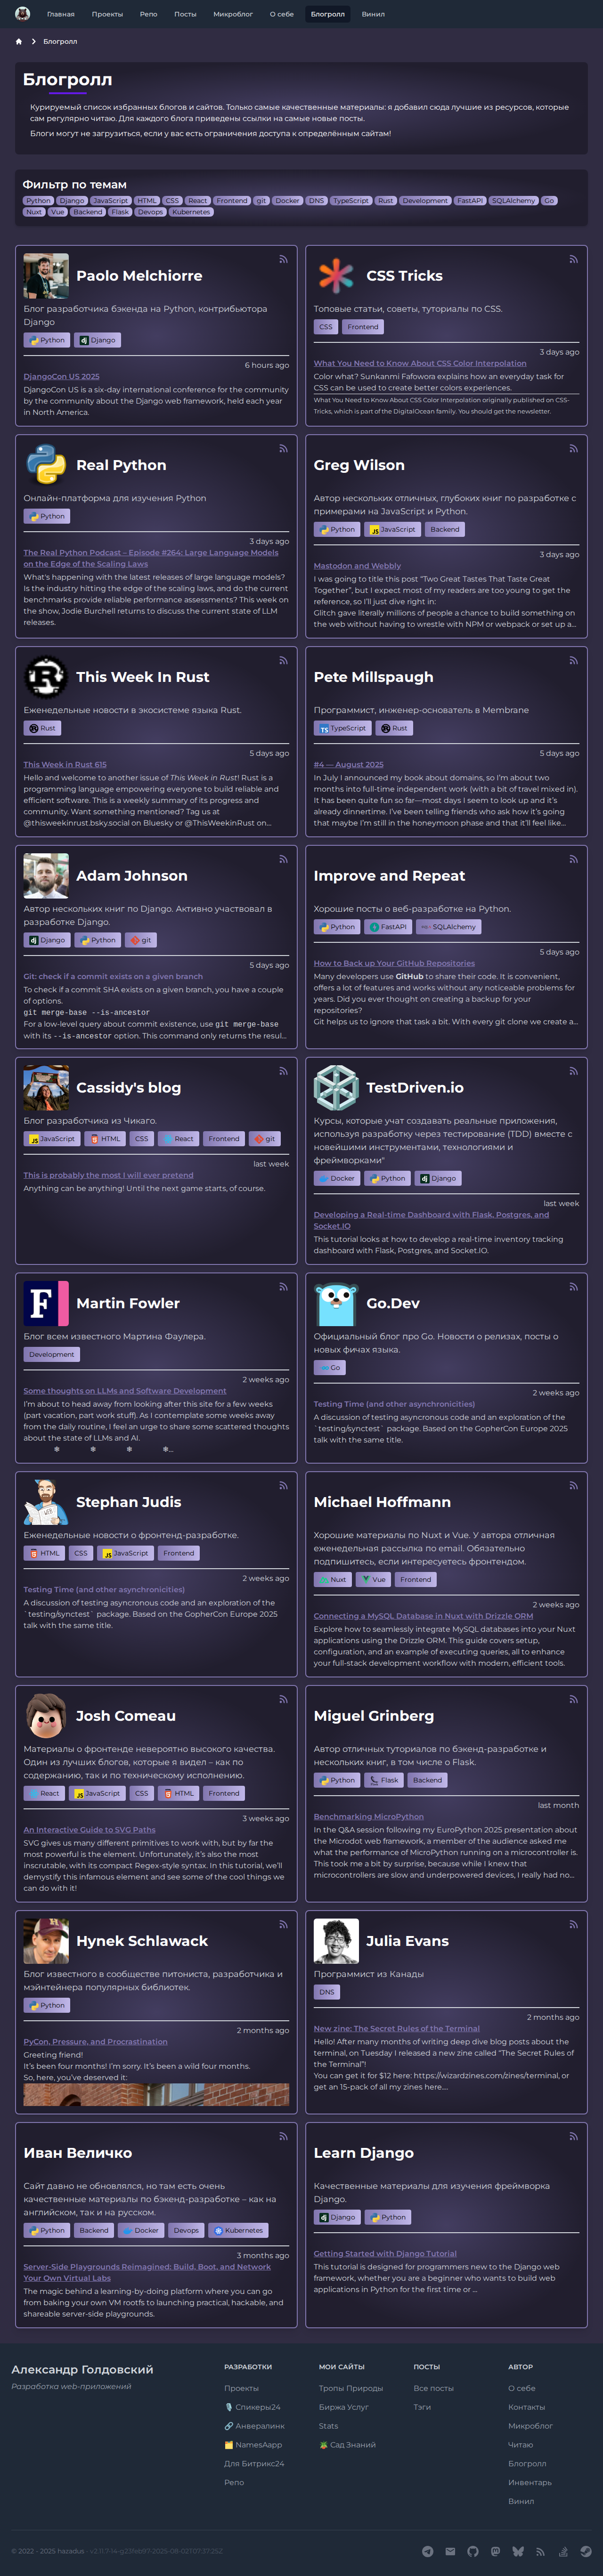 Главная Проекты Репо Посты Микроблог О себе Блогролл Винил
Блогролл
Блогролл
Курируемый список избранных блогов и сайтов. Только самые качественные материалы: я добавил сюда лучшие из ресурсов, которые
сам регулярно читаю. Для каждого блога приведены ссылки на самые новые посты.
Блоги могут не загрузиться, если у вас есть ограничения доступа к определённым сайтам!
Фильтр по темам
Python Django JavaScript HTML CSS React Frontend git Docker DNS TypeScript Rust Development FastAPI SQLAlchemy Go
Nuxt Vue Backend Flask Devops Kubernetes
Paolo Melchiorre
Блог разработчика бэкенда на Python, контрибьютора
Django
Python Django
6 hours ago
DjangoCon US 2025
DjangoCon US is a six-day international conference for the community
by the community about the Django web framework, held each year
in North America.
CSS Tricks
Топовые статьи, советы, туториалы по CSS.
CSS Frontend
3 days ago
What You Need to Know About CSS Color Interpolation
Color what? Sunkanmi Fafowora explains how an everyday task for
CSS can be used to create better colors experiences.
What You Need to Know About CSS Color Interpolation originally published on CSS-
Tricks, which is part of the DigitalOcean family. You should get the newsletter.
Real Python
Онлайн-платформа для изучения Python
Python
3 days ago
The Real Python Podcast – Episode #264: Large Language Models
on the Edge of the Scaling Laws
What's happening with the latest releases of large language models?
Is the industry hitting the edge of the scaling laws, and do the current
benchmarks provide reliable performance assessments? This week on
the show, Jodie Burchell returns to discuss the current state of LLM
releases.
Greg Wilson
Автор нескольких отличных, глубоких книг по разработке с
примерами на JavaScript и Python.
Python JavaScript Backend
3 days ago
Mastodon and Webbly
I was going to title this post “Two Great Tastes That Taste Great
Together”, but I expect most of my readers are too young to get the
reference, so I’ll just dive right in:
Glitch gave literally millions of people a chance to build something on
the web without having to wrestle with NPM or webpack or set up a...
This Week In Rust
Еженедельные новости в экосистеме языка Rust.
Rust
5 days ago
This Week in Rust 615
Hello and welcome to another issue of This Week in Rust! Rust is a
programming language empowering everyone to build reliable and
efficient software. This is a weekly summary of its progress and
community. Want something mentioned? Tag us at
@thisweekinrust.bsky.social on Bluesky or @ThisWeekinRust on...
Pete Millspaugh
Программист, инженер-основатель в Membrane
TypeScript Rust
5 days ago
#4 — August 2025
In July I announced my book about domains, so I’m about two
months into full-time independent work (with a bit of travel mixed in).
It has been quite fun so far—most days I seem to look up and it’s
already dinnertime. I’ve been telling friends who ask how it’s going
that maybe I’m still in the honeymoon phase and that it’ll feel like...
Adam Johnson
Автор нескольких книг по Django. Активно участвовал в
разработке Django.
Django Python git
5 days ago
Git: check if a commit exists on a given branch
To check if a commit SHA exists on a given branch, you have a couple
of options.
git merge-base --is-ancestor
For a low-level query about commit existence, use git merge-base
with its --is-ancestor option. This command only returns the resul...
Improve and Repeat
Хорошие посты о веб-разработке на Python.
Python FastAPI SQLAlchemy
5 days ago
How to Back up Your GitHub Repositories
Many developers use GitHub to share their code. It is convenient,
offers a lot of features and works without any noticeable problems for
years. Did you ever thought on creating a backup for your
repositories?
Git helps us to ignore that task a bit. With every git clone we create a...
Cassidy's blog
Блог разработчика из Чикаго.
JavaScript HTML CSS React Frontend git
last week
This is probably the most I will ever pretend
Anything can be anything! Until the next game starts, of course.
TestDriven.io
Курсы, которые учат создавать реальные приложения,
используя разработку через тестирование (TDD) вместе с
новейшими инструментами, технологиями и
фреймворками"
Docker Python Django
last week
Developing a Real-time Dashboard with Flask, Postgres, and
Socket.IO
This tutorial looks at how to develop a real-time inventory tracking
dashboard with Flask, Postgres, and Socket.IO.
Martin Fowler
Блог всем известного Мартина Фаулера.
Development
2 weeks ago
Some thoughts on LLMs and Software Development
I’m about to head away from looking after this site for a few weeks
(part vacation, part work stuff). As I contemplate some weeks away
from the daily routine, I feel an urge to share some scattered thoughts
about the state of LLMs and AI.
❄ ❄ ❄ ❄...
Go.Dev
Официальный блог про Go. Новости о релизах, посты о
новых фичах языка.
Go
2 weeks ago
Testing Time (and other asynchronicities)
A discussion of testing asyncronous code and an exploration of the
`testing/synctest` package. Based on the GopherCon Europe 2025
talk with the same title.
Stephan Judis
Еженедельные новости о фронтенд-разработке.
HTML CSS JavaScript Frontend
2 weeks ago
Testing Time (and other asynchronicities)
A discussion of testing asyncronous code and an exploration of the
`testing/synctest` package. Based on the GopherCon Europe 2025
talk with the same title.
Michael Hoffmann
Хорошие материалы по Nuxt и Vue. У автора отличная
еженедельная рассылка по email. Обязательно
подпишитесь, если интересуетесь фронтендом.
Nuxt Vue Frontend
2 weeks ago
Connecting a MySQL Database in Nuxt with Drizzle ORM
Explore how to seamlessly integrate MySQL databases into your Nuxt
applications using the Drizzle ORM. This guide covers setup,
configuration, and an example of executing queries, all to enhance
your full-stack development workflow with modern, efficient tools.
Josh Comeau
Материалы о фронтенде невероятно высокого качества.
Один из лучших блогов, которые я видел – как по
содержанию, так и по техническому исполнению.
React JavaScript CSS HTML Frontend
3 weeks ago
An Interactive Guide to SVG Paths
SVG gives us many different primitives to work with, but by far the
most powerful is the <path> element. Unfortunately, it’s also the most
inscrutable, with its compact Regex-style syntax. In this tutorial, we’ll
demystify this infamous element and see some of the cool things we
can do with it!
Miguel Grinberg
Автор отличных туториалов по бэкенд-разработке и
нескольких книг, в том числе о Flask.
Python Flask Backend
last month
Benchmarking MicroPython
In the Q&A session following my EuroPython 2025 presentation about
the Microdot web framework, a member of the audience asked me
what the performance of MicroPython running on a microcontroller is.
This took me a bit by surprise, because while I knew that
microcontrollers are slow and underpowered devices, I really had no...
Hynek Schlawack
Блог известного в сообществе питониста, разработчика и
мэйнтейнера популярных библиотек.
Python
2 months ago
PyCon, Pressure, and Procrastination
Greeting friend!
It’s been four months! I’m sorry. It’s been a wild four months.
So, here, you’ve deserved it:
Julia Evans
Программист из Канады
DNS
2 months ago
New zine: The Secret Rules of the Terminal
Hello! After many months of writing deep dive blog posts about the
terminal, on Tuesday I released a new zine called “The Secret Rules of
the Terminal”!
You can get it for $12 here: https://wizardzines.com/zines/terminal, or
get an 15-pack of all my zines here....
Иван Величко
Сайт давно не обновлялся, но там есть очень
качественные материалы по бэкенд-разработке – как на
английском, так и на русском.
Python Backend Docker Devops Kubernetes
3 months ago
Server-Side Playgrounds Reimagined: Build, Boot, and Network
Your Own Virtual Labs
The magic behind a learning-by-doing platform where you can go
from baking your own VM rootfs to launching practical, hackable, and
shareable server-side playgrounds.
Learn Django
Качественные материалы для изучения фреймворка
Django.
Django Python
Getting Started with Django Tutorial
This tutorial is designed for programmers new to the Django web
framework, whether you are a beginner who wants to build web
applications in Python for the first time or ...
Александр Голдовский
Разработка web-приложений
РАЗРАБОТКИ
Проекты
Спикеры24
Анвералинк
NamesAapp
Для Битрикс24
Репо
МОИ САЙТЫ
Тропы Природы
Биржа Услуг
Stats
Сад Знаний
ПОСТЫ
Все посты
Тэги
АВТОР
О себе
Контакты
Микроблог
Читаю
Блогролл
Инвентарь
Винил
© 2022 - 2025 hazadus